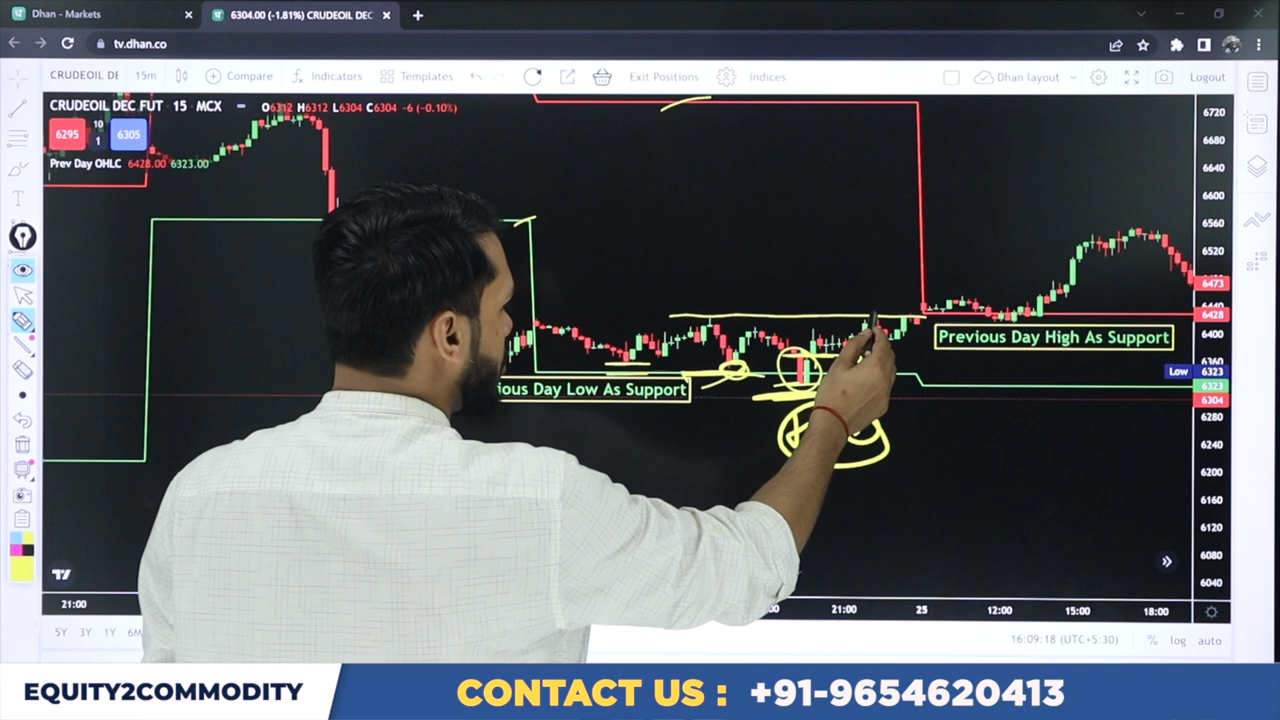 Dhan - Markets
6304.00 (-1.81%) CRUDEOIL DEC
tv.dhan.co
CRUDEOIL DE 15m Compare Indicators Templates Exit Positions Indices Dhan layout Logout
CRUDEOIL DEC FUT · 15 · MCX O6312 H6312 L6304 C6304 -6 (-0.10%)
6295 10 1 6305
Prev Day OHLC 6428.00 6323.00
6720
6680
6640
6600
6560
6520
6473
6440
6428
6400
Previous Day High As Support
6360
Low 6323
6323
6304
ious Day Low As Support
6280
6240
6200
6160
6120
6080
6040
21:00 21:00 25 12:00 15:00 18:00
5Y 3Y 1Y 6M 16:09:18 (UTC+5:30) % log auto
EQUITY2COMMODITY
CONTACT US : +91-9654620413